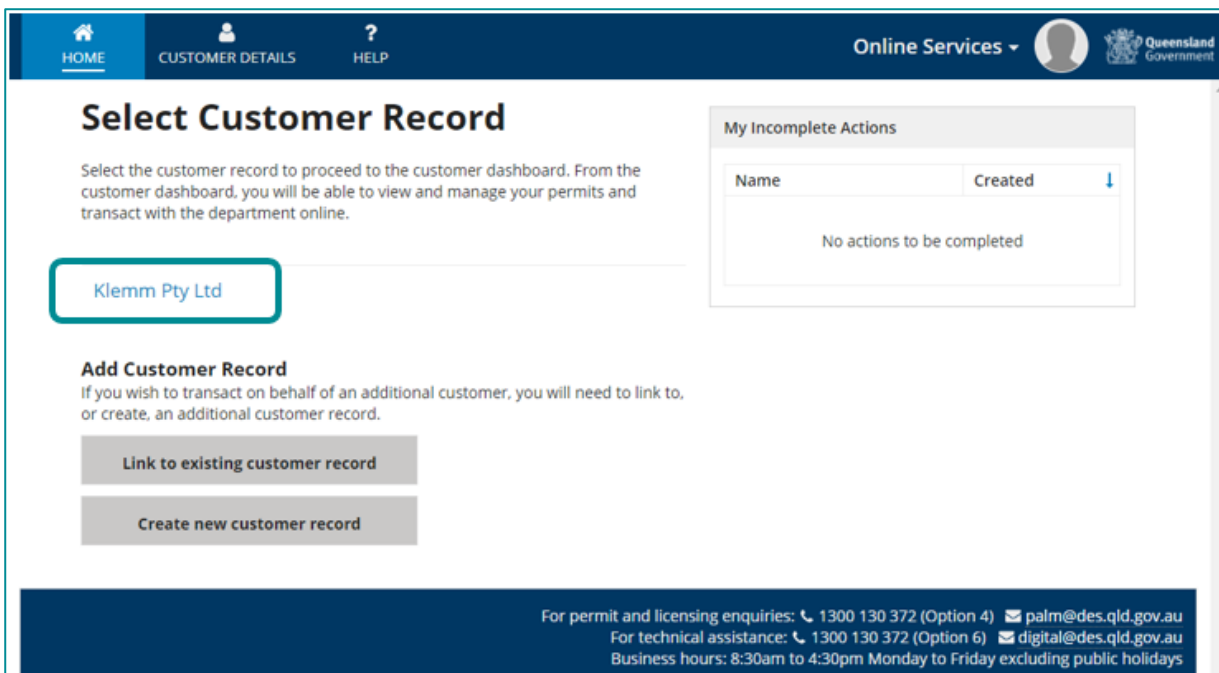 HOME
CUSTOMER DETAILS
?
HELP
Online Services
Queensland
Government
Select Customer Record
Select the customer record to proceed to the customer dashboard. From the
customer dashboard, you will be able to view and manage your permits and
transact with the department online.
Klemm Pty Ltd
Add Customer Record
If you wish to transact on behalf of an additional customer, you will need to link to,
or create, an additional customer record.
Link to existing customer record
Create new customer record
My Incomplete Actions
Name Created
No actions to be completed
For permit and licensing enquiries: 1300 130 372 (Option 4) palm@des.qld.gov.au
For technical assistance: 1300 130 372 (Option 6) digital@des.qld.gov.au
Business hours: 8:30am to 4:30pm Monday to Friday excluding public holidays